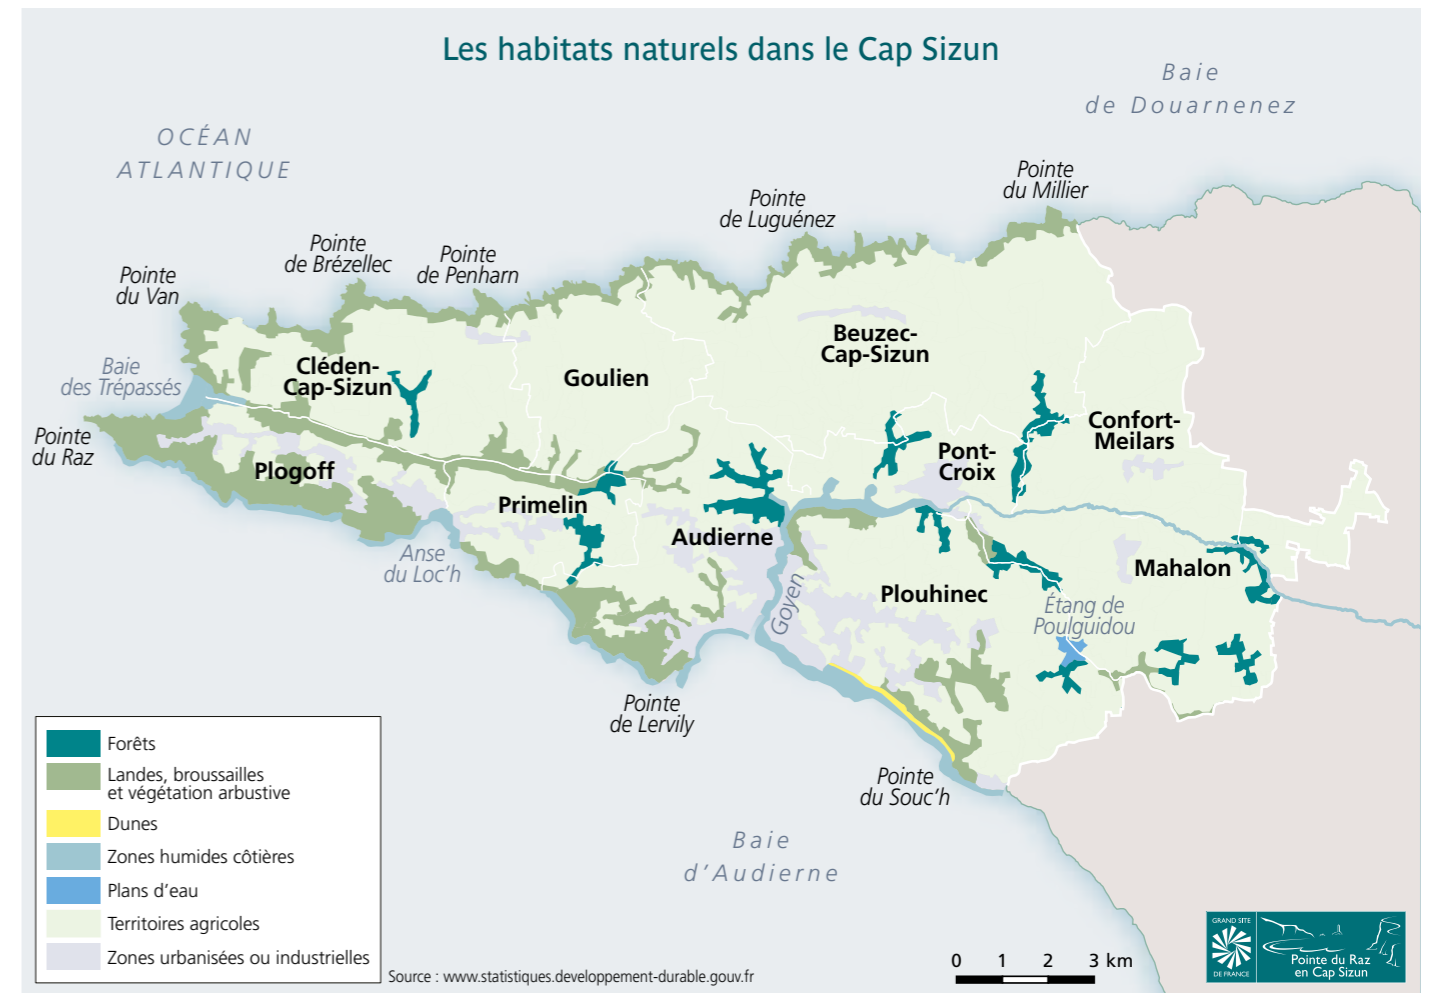 Les habitats naturels dans le Cap Sizun
Baie
de Douarnenez
OCÉAN
ATLANTIQUE
Pointe
du Millier
Pointe
de Luguénez
Pointe
de Brézellec
Pointe
de Penharn
Pointe
du Van
Beuzec-
Cap-Sizun
Baie
des Trépassés
Cléden-
Cap-Sizun
Goulien
Confort-
Meilars
Pointe
du Raz
Plogoff
Pont-
Croix
Primelin
Audierne
Anse
du Loc'h
Mahalon
Goyen
Plouhinec
Étang de
Poulguidou
Pointe
de Lervily
Pointe
du Souc'h
Baie
d'Audierne
Forêts
Landes, broussailles
et végétation arbustive
Dunes
Zones humides côtières
Plans d'eau
Territoires agricoles
Zones urbanisées ou industrielles
Source : www.statistiques.developpement-durable.gouv.fr
0 1 2 3 km
GRAND SITE
DE FRANCE
Pointe du Raz
en Cap Sizun